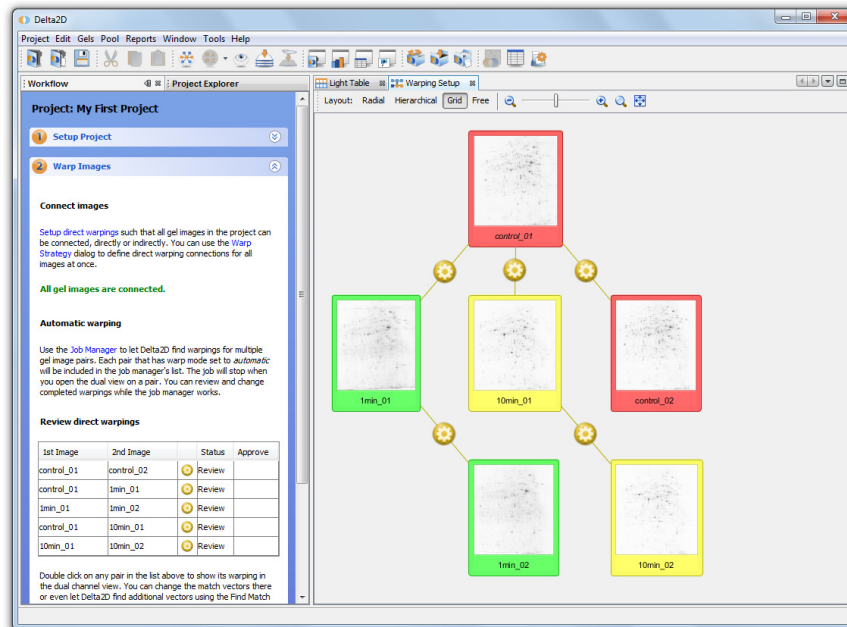 Delta2D
Project Edit Gels Pool Reports Window Tools Help
Workflow
Project Explorer
Light Table
Warping Setup
Layout: Radial Hierarchical Grid Free
Project: My First Project
1 Setup Project
2 Warp Images
Connect images
Setup direct warpings such that all gel images in the project can
be connected, directly or indirectly. You can use the Warp
Strategy dialog to define direct warping connections for all
images at once.
All gel images are connected.
Automatic warping
Use the Job Manager to let Delta2D find warpings for multiple
gel image pairs. Each pair that has warp mode set to automatic
will be included in the job manager's list. The job will stop when
you open the dual view on a pair. You can review and change
completed warpings while the job manager works.
Review direct warpings
1st Image 2nd Image Status Approve
control_01 control_02 Review
control_01 1min_01 Review
1min_01 1min_02 Review
control_01 10min_01 Review
10min_01 10min_02 Review
Double click on any pair in the list above to show its warping in
the dual channel view. You can change the match vectors there
or even let Delta2D find additional vectors using the Find Match
control_01
1min_01
10min_01
control_02
1min_02
10min_02